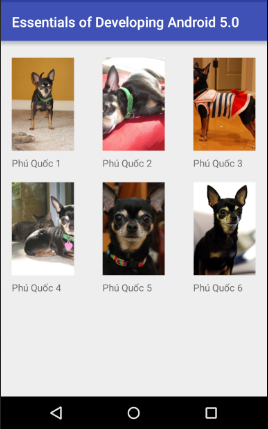 Essentials of Developing Android 5.0
Phú Quốc 1
Phú Quốc 2
Phú Quốc 3
Phú Quốc 4
Phú Quốc 5
Phú Quốc 6